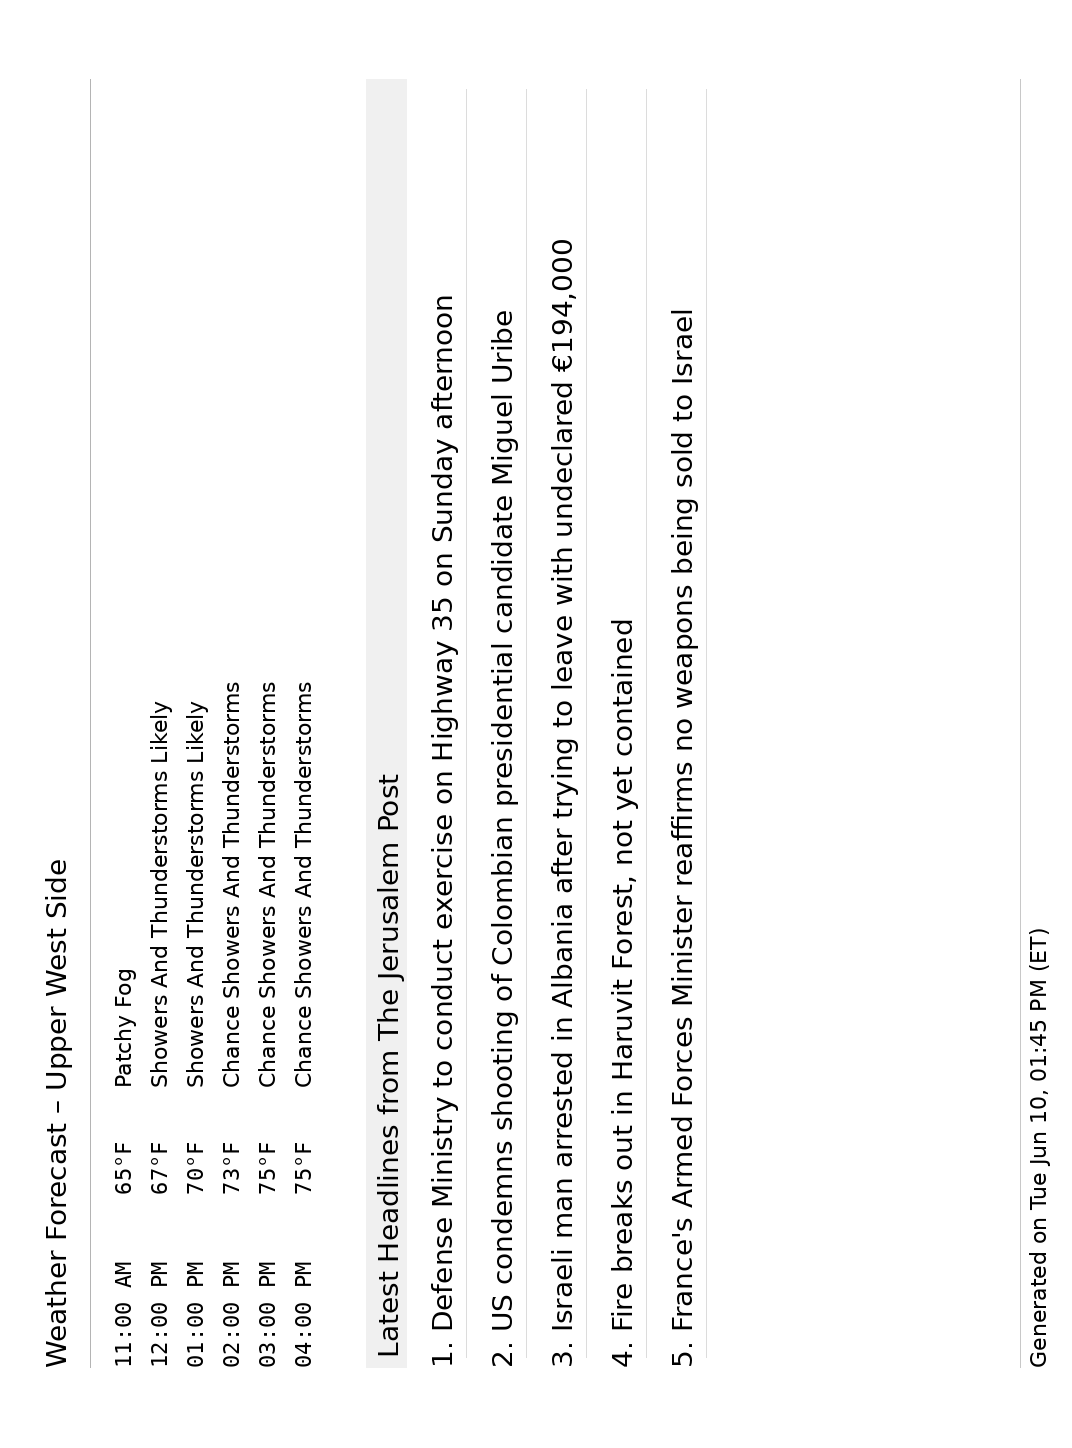 Weather Forecast – Upper West Side
11:00 AM 65°F Patchy Fog
12:00 PM 67°F Showers And Thunderstorms Likely
01:00 PM 70°F Showers And Thunderstorms Likely
02:00 PM 73°F Chance Showers And Thunderstorms
03:00 PM 75°F Chance Showers And Thunderstorms
04:00 PM 75°F Chance Showers And Thunderstorms
Latest Headlines from The Jerusalem Post
1. Defense Ministry to conduct exercise on Highway 35 on Sunday afternoon
2. US condemns shooting of Colombian presidential candidate Miguel Uribe
3. Israeli man arrested in Albania after trying to leave with undeclared €194,000
4. Fire breaks out in Haruvit Forest, not yet contained
5. France's Armed Forces Minister reaffirms no weapons being sold to Israel
Generated on Tue Jun 10, 01:45 PM (ET)